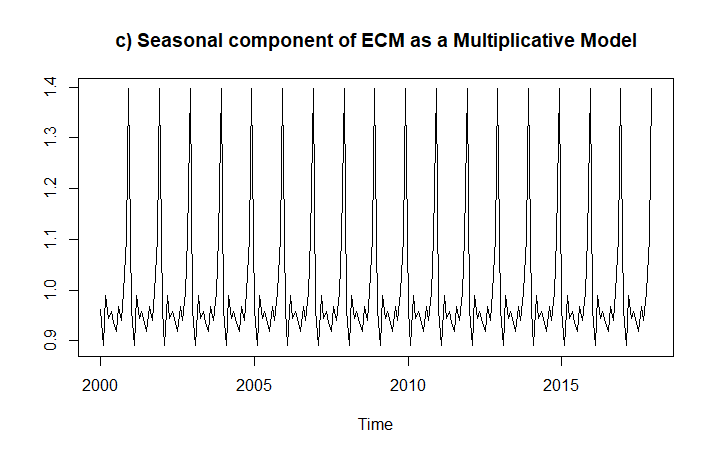 c) Seasonal component of ECM as a Multiplicative Model
1.4
1.3
1.2
1.1
1.0
0.9
2000 2005 2010 2015
Time